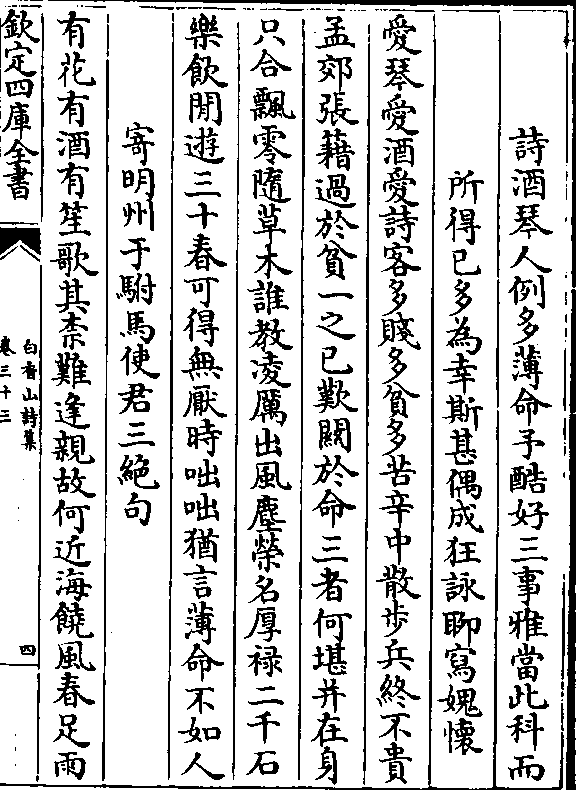 詩酒琴人例多薄命予酷好三事雅當此科而
所得已多為幸斯甚偶成狂詠聊寫媿懷
愛琴愛酒愛詩客多賤多貧多苦辛中散步兵終不貴
孟郊張籍過於貧一之已歎關於命三者何堪并在身
只合飄零隨草木誰教凌厲出風塵榮名厚禄二千石
樂飲閒遊三十春可得無厭時咄咄猶言薄命不如人
寄明州于駙馬使君三絕句
有花有酒有笙歌其柰難逢親故何近海饒風春足雨
欽定四庫全書
白香山詩集
卷三十三
四